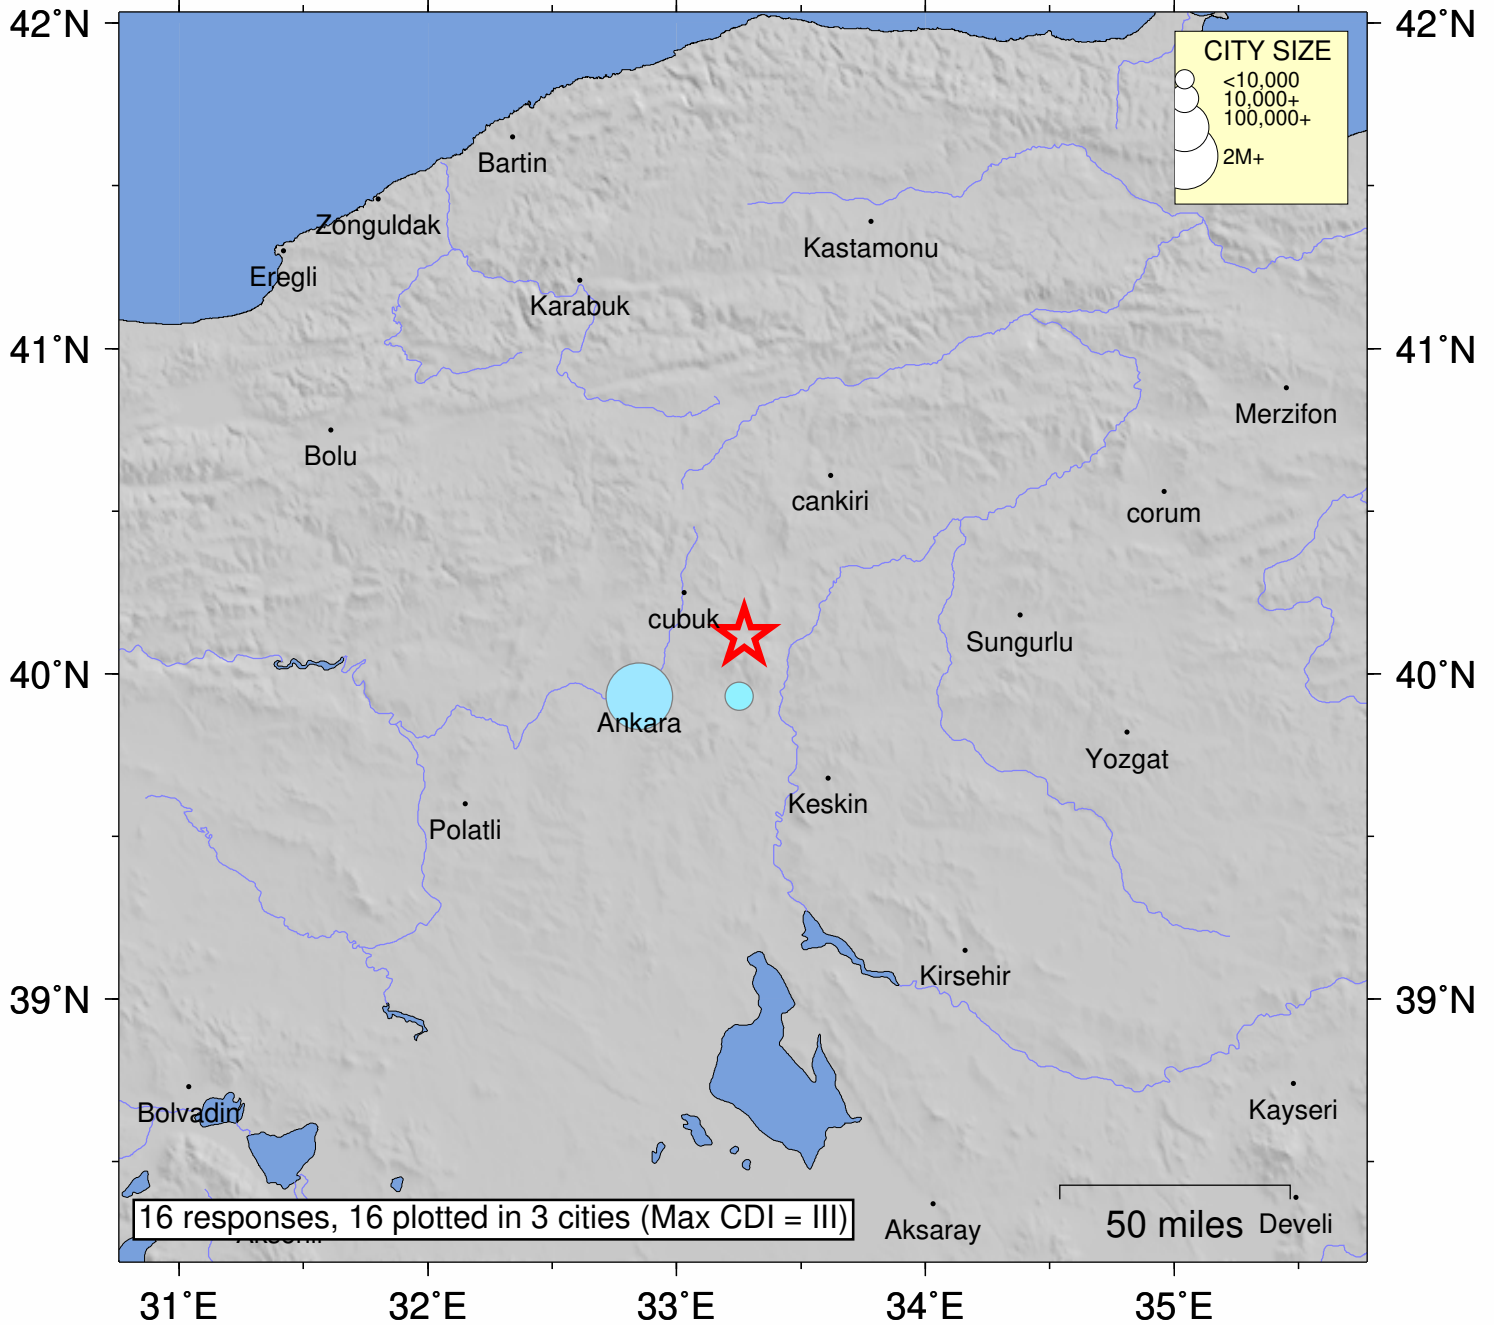 42°N
42°N
CITY SIZE
<10,000
10,000+
100,000+
2M+
Bartin
Zonguldak
Kastamonu
Eregli
Karabuk
41°N
41°N
Merzifon
Bolu
cankiri
corum
cubuk
Sungurlu
40°N
40°N
Ankara
Yozgat
Keskin
Polatli
Kirsehir
39°N
39°N
Bolvadin
Kayseri
16 responses, 16 plotted in 3 cities (Max CDI = III)
Aksaray
50 miles
Develi
31°E
32°E
33°E
34°E
35°E